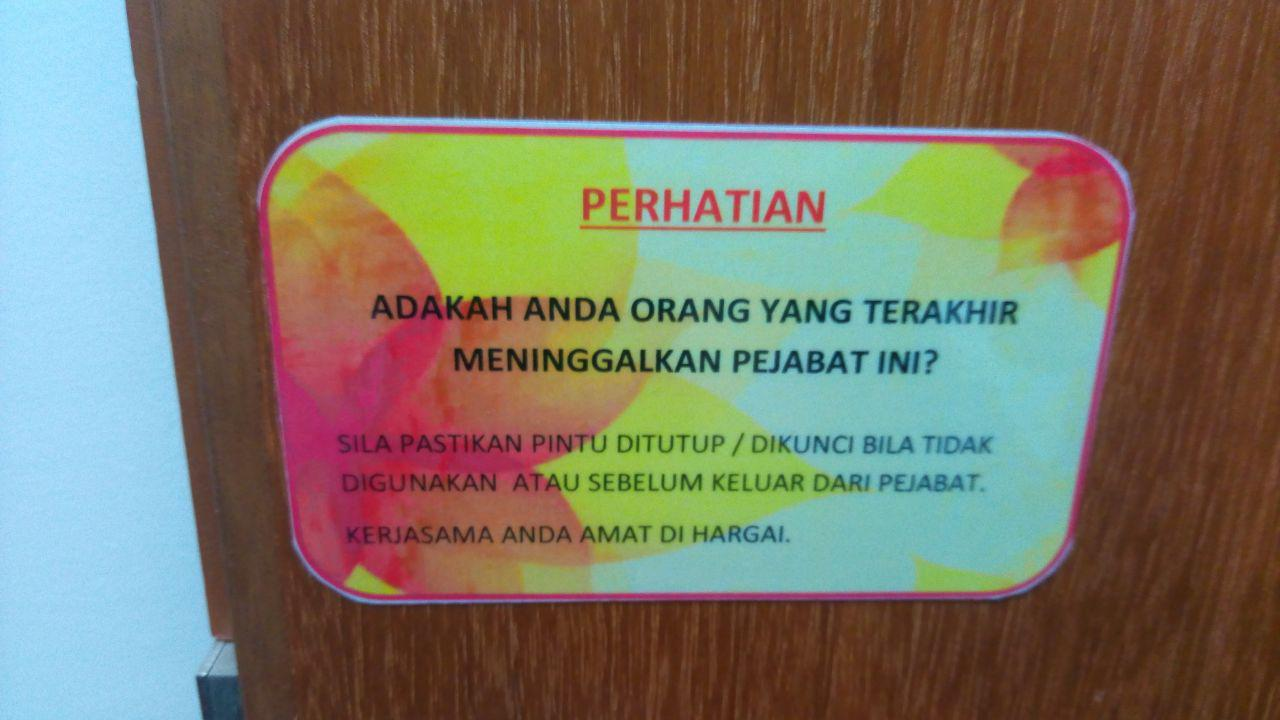 PERHATIAN
ADAKAH ANDA ORANG YANG TERAKHIR
MENINGGALKAN PEJABAT INI?
SILA PASTIKAN PINTU DITUTUP / DIKUNCI BILA TIDAK
DIGUNAKAN ATAU SEBELUM KELUAR DARI PEJABAT.
KERJASAMA ANDA AMAT DI HARGAI.